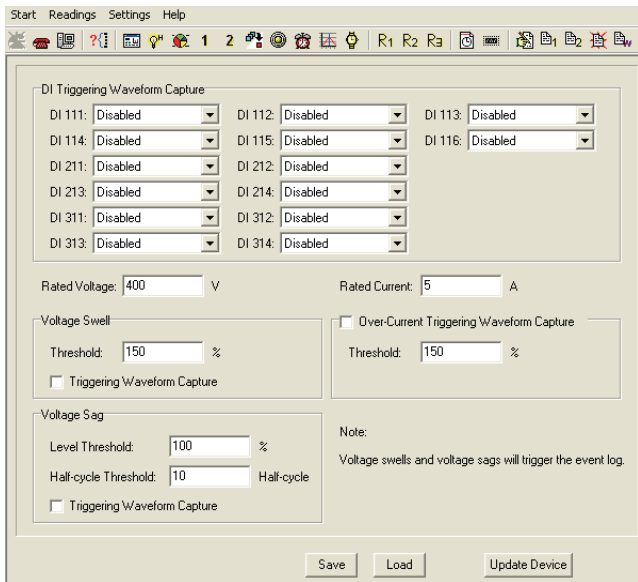 Start Readings Settings Help
?{} H 1 2 R1 R2 R3 1 2 W
DI Triggering Waveform Capture
DI 111: Disabled DI 112: Disabled DI 113: Disabled
DI 114: Disabled DI 115: Disabled DI 116: Disabled
DI 211: Disabled DI 212: Disabled
DI 213: Disabled DI 214: Disabled
DI 311: Disabled DI 312: Disabled
DI 313: Disabled DI 314: Disabled
Rated Voltage: 400 V Rated Current: 5 A
Voltage Swell
Threshold: 150 %
Triggering Waveform Capture
Over-Current Triggering Waveform Capture
Threshold: 150 %
Voltage Sag
Level Threshold: 100 %
Half-cycle Threshold: 10 Half-cycle
Triggering Waveform Capture
Note:
Voltage swells and voltage sags will trigger the event log.
Save Load Update Device